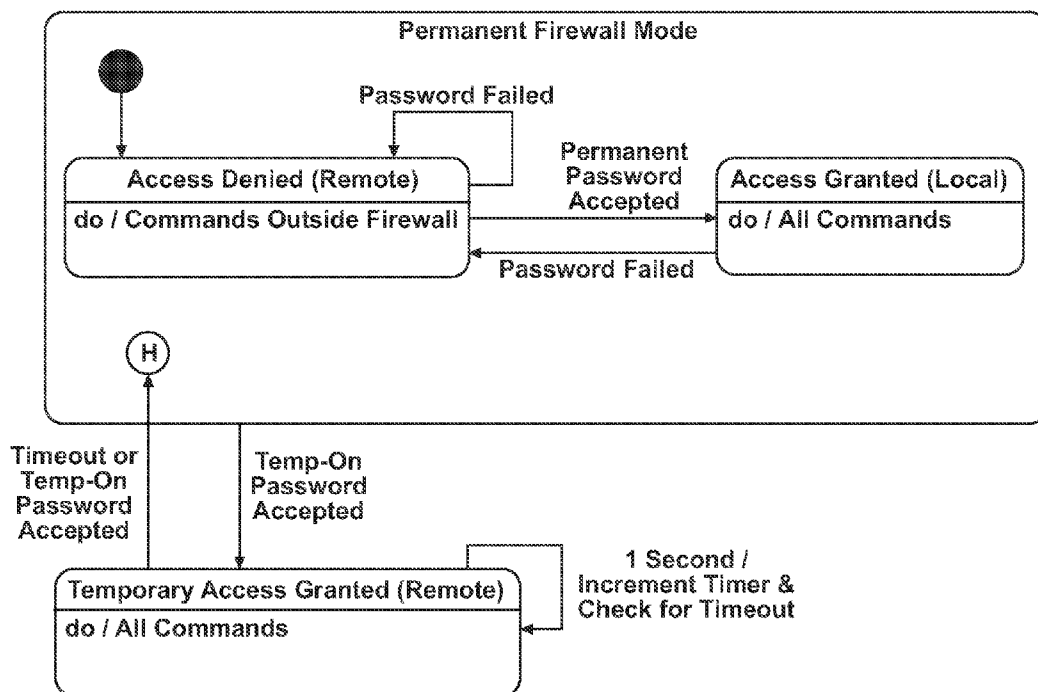 Permanent Firewall Mode
Password Failed
Access Denied (Remote)
do / Commands Outside Firewall
Permanent
Password
Accepted
Access Granted (Local)
do / All Commands
Password Failed
H
Timeout or
Temp-On
Password
Accepted
Temp-On
Password
Accepted
Temporary Access Granted (Remote)
do / All Commands
1 Second /
Increment Timer &
Check for Timeout